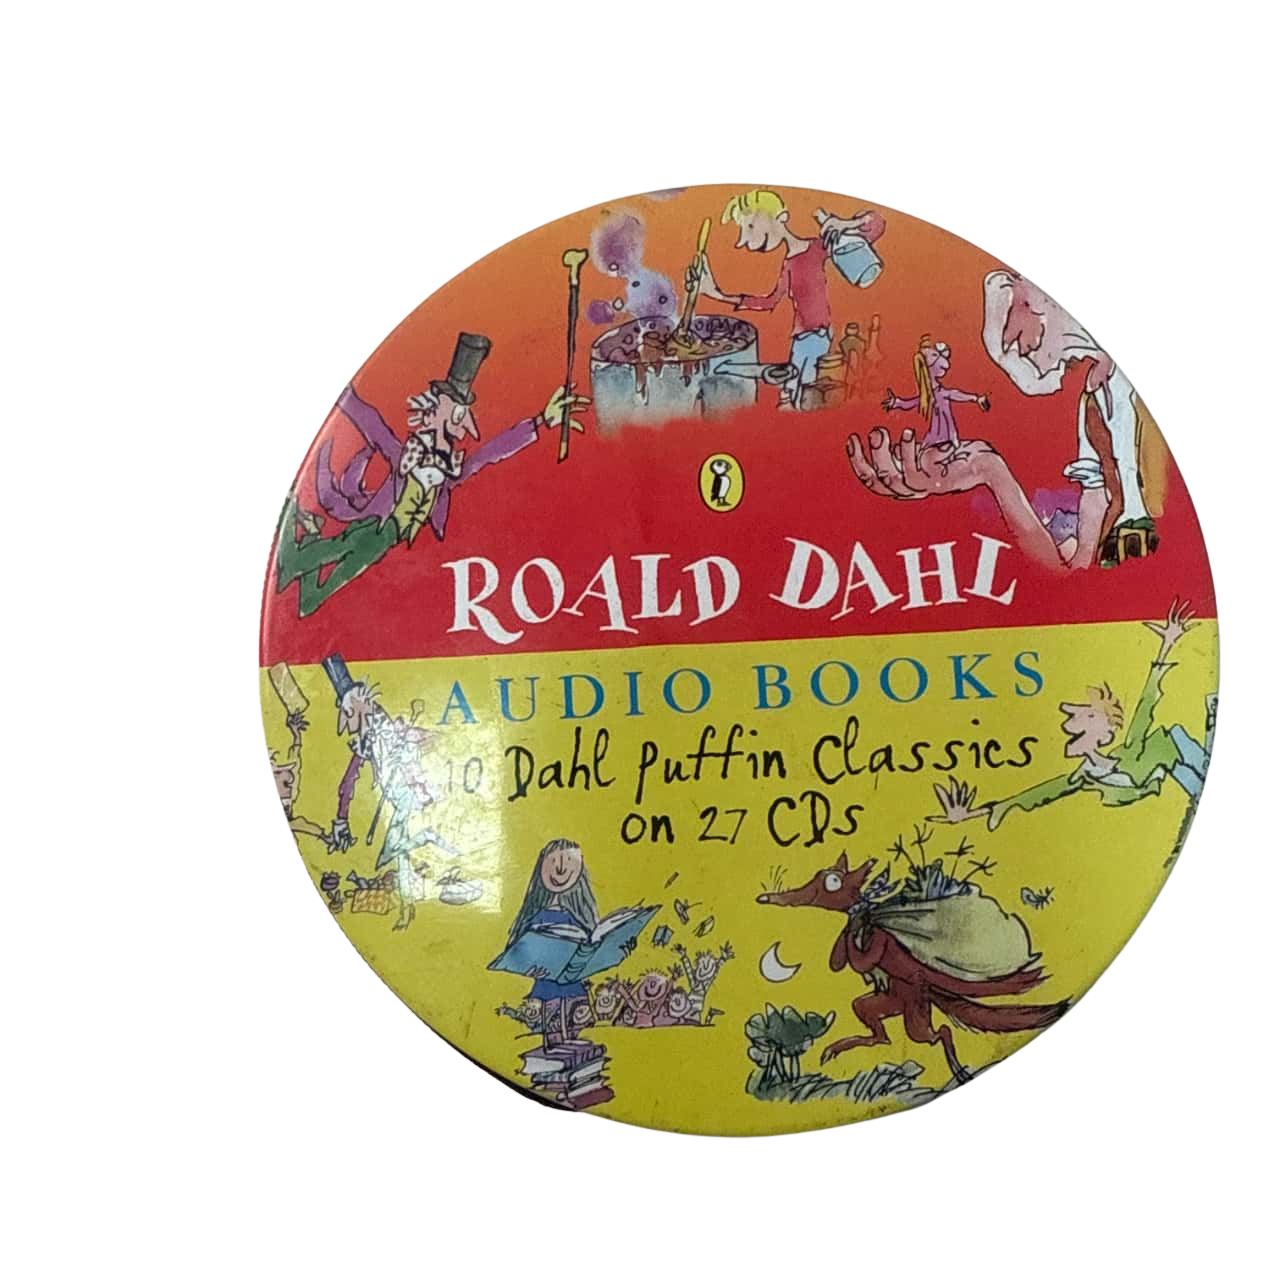 ROALD DAHL
AUDIO BOOKS
10 Dahl Puffin Classics
on 27 CDs